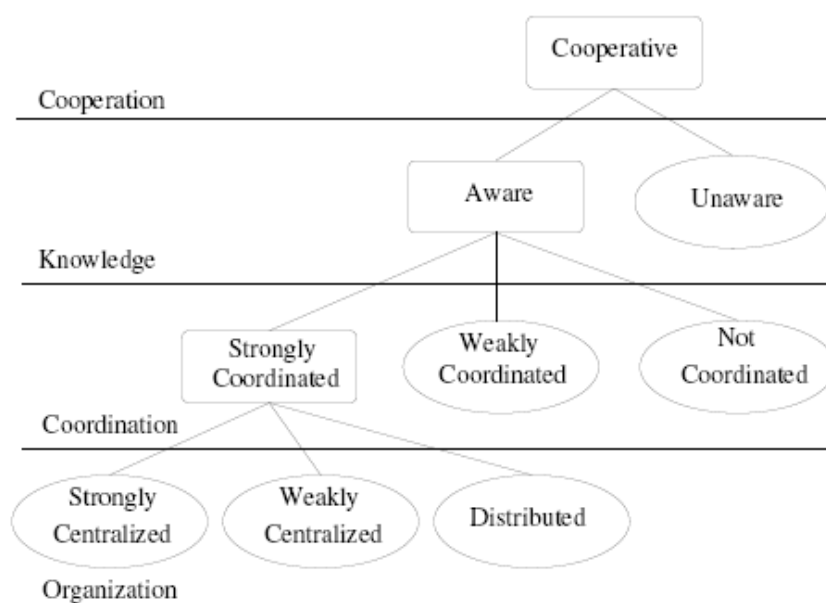 Cooperative
Cooperation
Aware
Unaware
Knowledge
Strongly
Coordinated
Weakly
Coordinated
Not
Coordinated
Coordination
Strongly
Centralized
Weakly
Centralized
Distributed
Organization